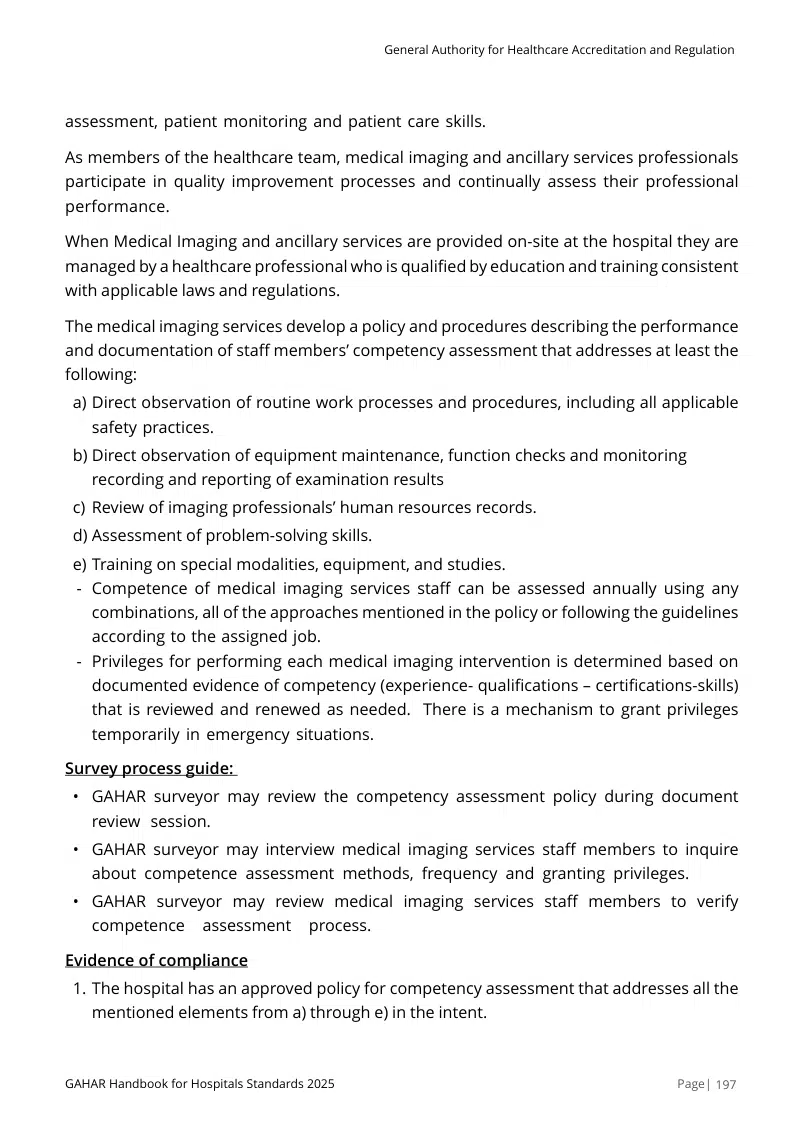 General Authority for Healthcare Accreditation and Regulation
assessment, patient monitoring and patient care skills.
As members of the healthcare team, medical imaging and ancillary services professionals
participate in quality improvement processes and continually assess their professional
performance.
When Medical Imaging and ancillary services are provided on-site at the hospital they are
managed by a healthcare professional who is qualified by education and training consistent
with applicable laws and regulations.
The medical imaging services develop a policy and procedures describing the performance
and documentation of staff members’ competency assessment that addresses at least the
following:
a) Direct observation of routine work processes and procedures, including all applicable
safety practices.
b) Direct observation of equipment maintenance, function checks and monitoring
recording and reporting of examination results
c) Review of imaging professionals’ human resources records.
d) Assessment of problem-solving skills.
e) Training on special modalities, equipment, and studies.
- Competence of medical imaging services staff can be assessed annually using any
combinations, all of the approaches mentioned in the policy or following the guidelines
according to the assigned job.
- Privileges for performing each medical imaging intervention is determined based on
documented evidence of competency (experience- qualifications – certifications-skills)
that is reviewed and renewed as needed. There is a mechanism to grant privileges
temporarily in emergency situations.
Survey process guide:
• GAHAR surveyor may review the competency assessment policy during document
review session.
• GAHAR surveyor may interview medical imaging services staff members to inquire
about competence assessment methods, frequency and granting privileges.
• GAHAR surveyor may review medical imaging services staff members to verify
competence assessment process.
Evidence of compliance
1. The hospital has an approved policy for competency assessment that addresses all the
mentioned elements from a) through e) in the intent.
GAHAR Handbook for Hospitals Standards 2025
Page| 197